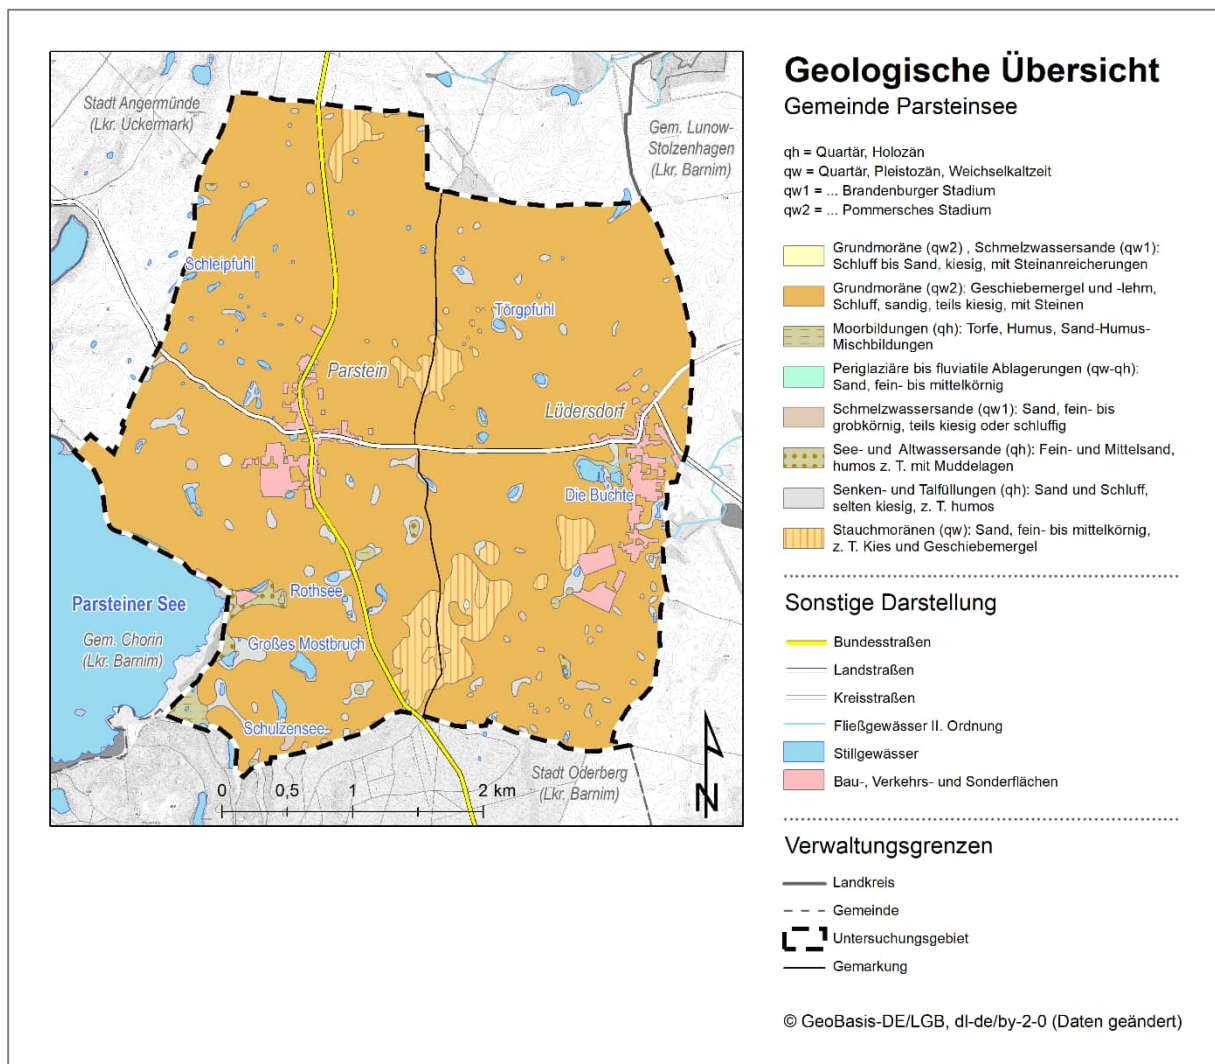 Geologische Übersicht
Gemeinde Parsteinsee
qh = Quartär, Holozän
qw = Quartär, Pleistozän, Weichselkaltzeit
qw1 = ... Brandenburger Stadium
qw2 = ... Pommersches Stadium
Grundmoräne (qw2) , Schmelzwassersande (qw1):
Schluff bis Sand, kiesig, mit Steinanreicherungen
Grundmoräne (qw2): Geschiebemergel und -lehm,
Schluff, sandig, teils kiesig, mit Steinen
Moorbildungen (qh): Torfe, Humus, Sand-Humus-
Mischbildungen
Periglaziäre bis fluviatile Ablagerungen (qw-qh):
Sand, fein- bis mittelkörnig
Schmelzwassersande (qw1): Sand, fein- bis
grobkörnig, teils kiesig oder schluffig
See- und Altwassersande (qh): Fein- und Mittelsand,
humos z. T. mit Muddelagen
Senken- und Talfüllungen (qh): Sand und Schluff,
selten kiesig, z. T. humos
Stauchmoränen (qw): Sand, fein- bis mittelkörnig,
z. T. Kies und Geschiebemergel
Sonstige Darstellung
Bundesstraßen
Landstraßen
Kreisstraßen
Fließgewässer II. Ordnung
Stillgewässer
Bau-, Verkehrs- und Sonderflächen
Verwaltungsgrenzen
Landkreis
Gemeinde
Untersuchungsgebiet
Gemarkung
© GeoBasis-DE/LGB, dl-de/by-2-0 (Daten geändert)
Stadt Angermünde
(Lkr. Uckermark)
Gem. Lunow-
Stolzenhagen
(Lkr. Barnim)
Schleipfuhl
Törgpfuhl
Parstein
Lüdersdorf
Die Buchte
Rothsee
Parsteiner See
Gem. Chorin
(Lkr. Barnim)
Großes Mostbruch
Schulzensee
Stadt Oderberg
(Lkr. Barnim)
0 0,5 1 2 km
N